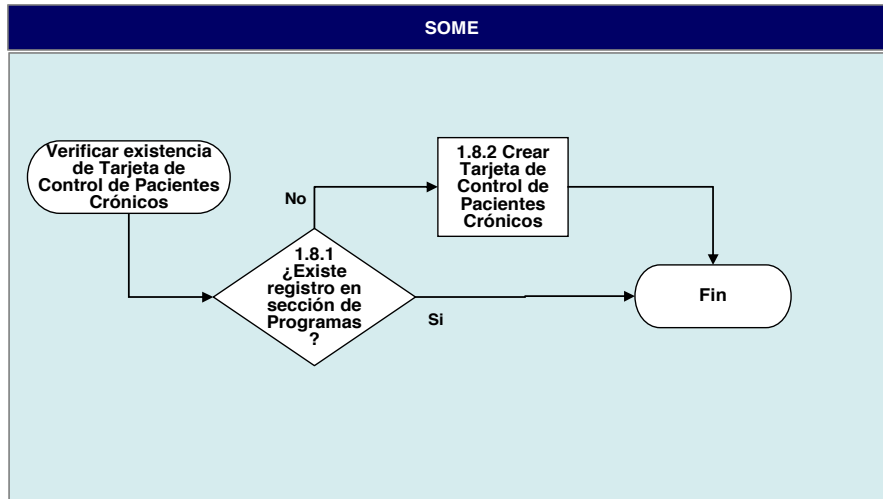 SOME
Verificar existencia
de Tarjeta de
Control de Pacientes
Crónicos
1.8.2 Crear
Tarjeta de
Control de
Pacientes
Crónicos
No
1.8.1
¿Existe
registro en
sección de
Programas
?
Si
Fin